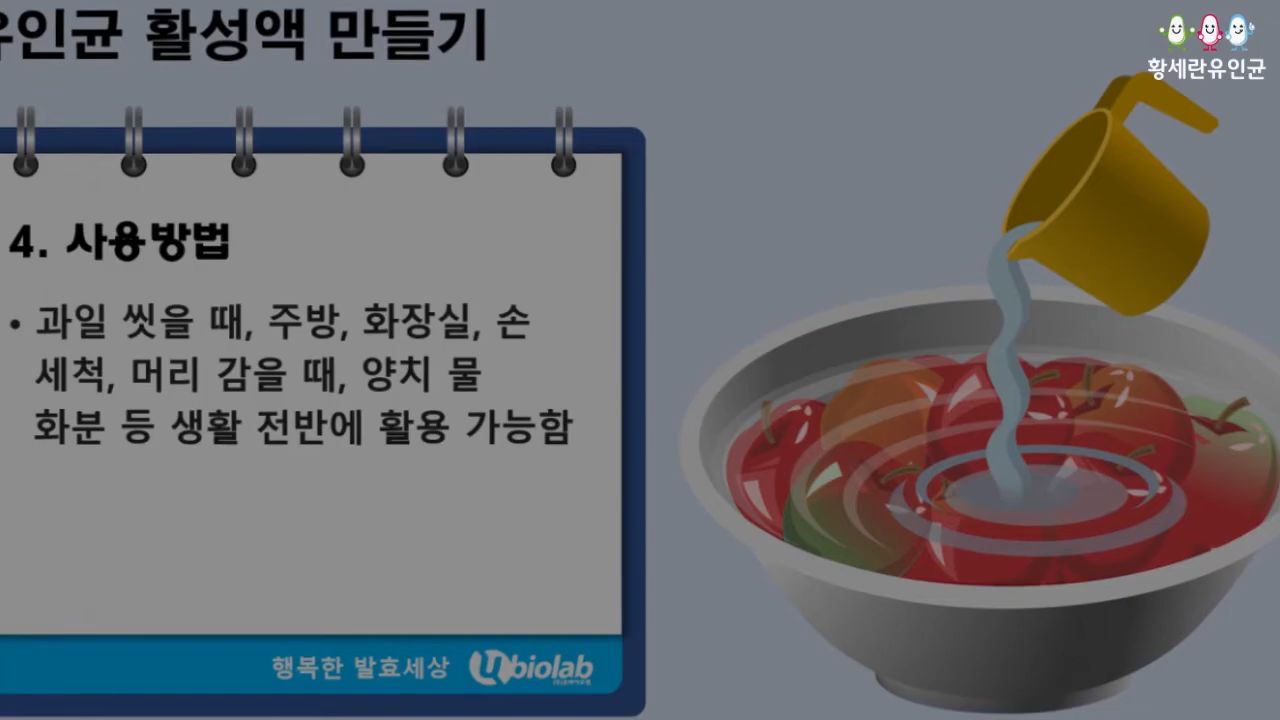 유인균 활성액 만들기
황세란유인균
4. 사용방법
• 과일 씻을 때, 주방, 화장실, 손
세척, 머리 감을 때, 양치 물
화분 등 생활 전반에 활용 가능함
행복한 발효세상 Unbiolab